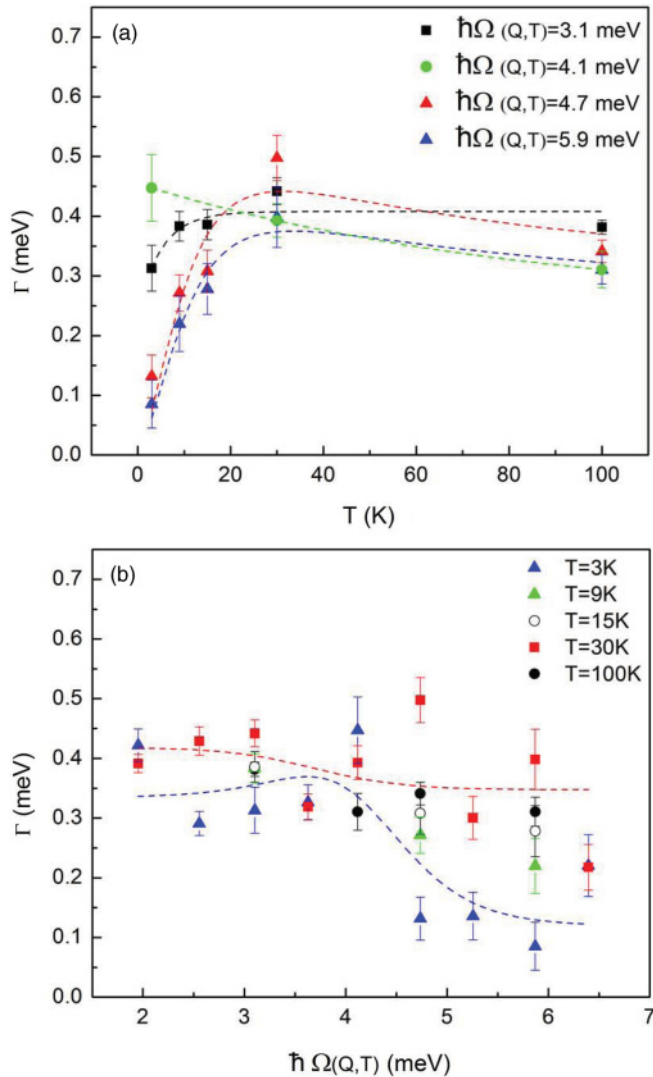 (a)
ħΩ (Q,T)=3.1 meV
ħΩ (Q,T)=4.1 meV
ħΩ (Q,T)=4.7 meV
ħΩ (Q,T)=5.9 meV
0.7
0.6
0.5
0.4
0.3
0.2
0.1
0.0
Γ (meV)
0 20 40 60 80 100
T (K)
(b)
T=3K
T=9K
T=15K
T=30K
T=100K
0.7
0.6
0.5
0.4
0.3
0.2
0.1
0.0
Γ (meV)
2 3 4 5 6 7
ħ Ω(Q,T) (meV)